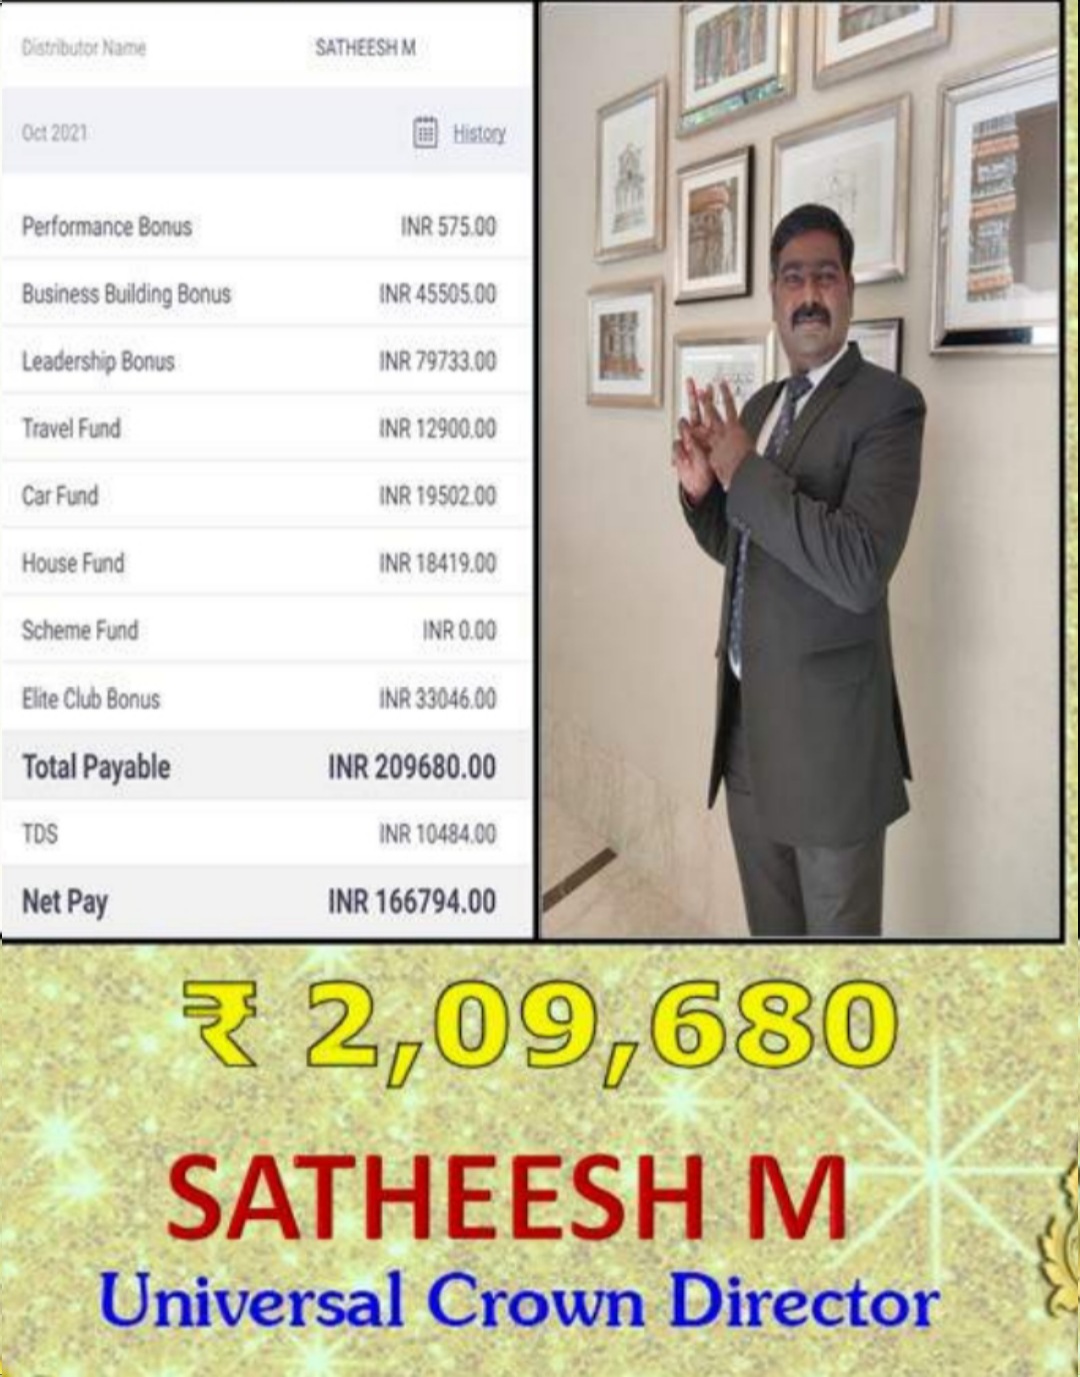 Distributor Name SATHEESH M
Oct 2021 History
Performance Bonus INR 575.00
Business Building Bonus INR 45505.00
Leadership Bonus INR 79733.00
Travel Fund INR 12900.00
Car Fund INR 19502.00
House Fund INR 18419.00
Scheme Fund INR 0.00
Elite Club Bonus INR 33046.00
Total Payable INR 209680.00
TDS INR 10484.00
Net Pay INR 166794.00
₹ 2,09,680
SATHEESH M
Universal Crown Director